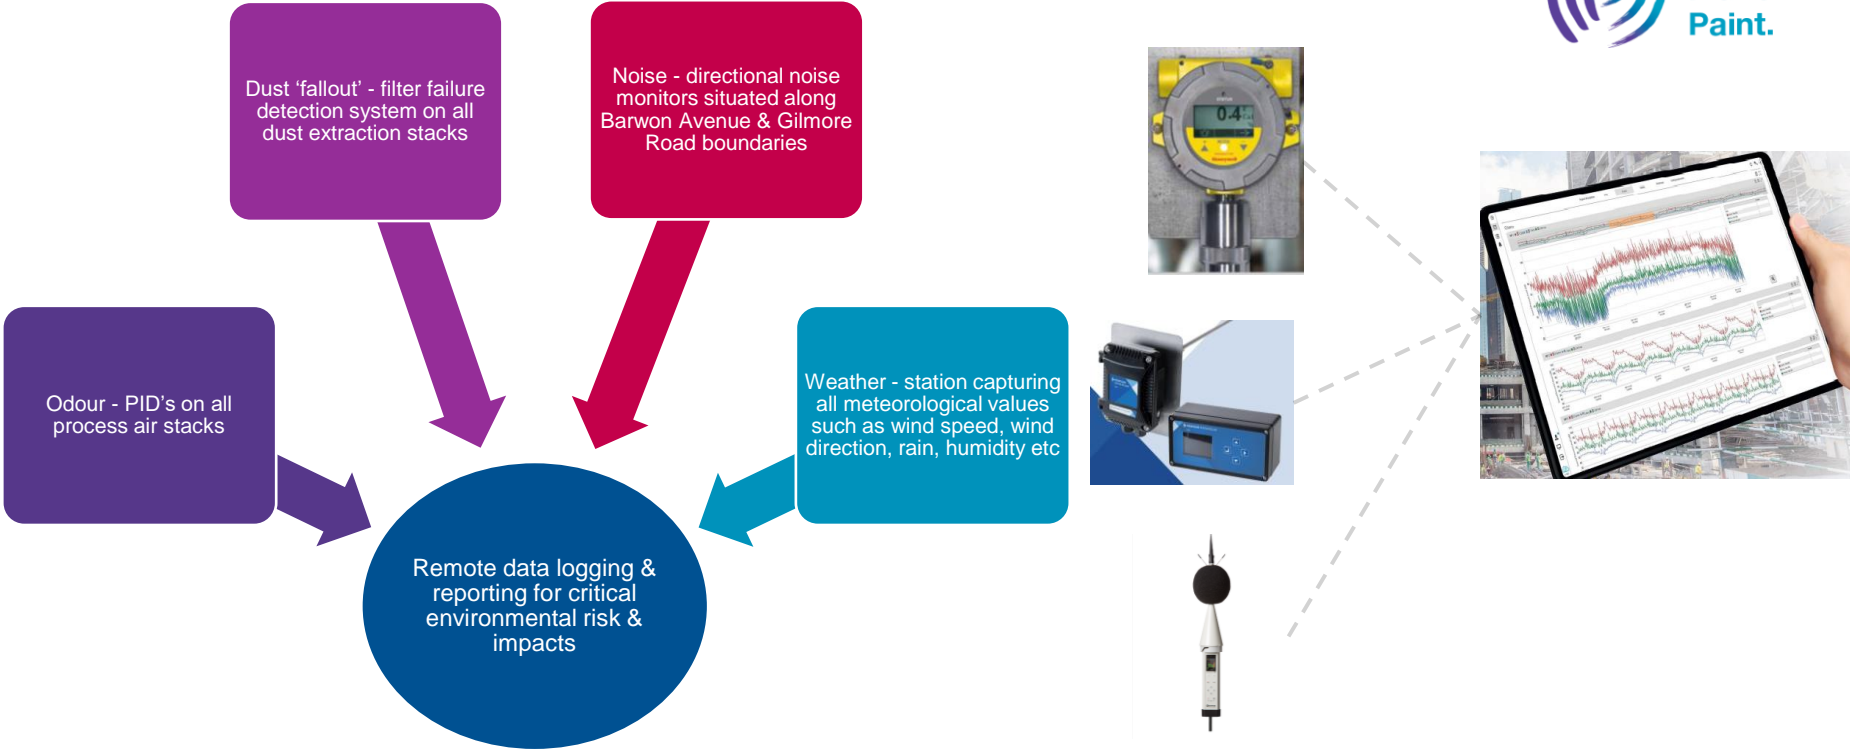 Paint.
Dust ‘fallout’ - filter failure
detection system on all
dust extraction stacks
Noise - directional noise
monitors situated along
Barwon Avenue & Gilmore
Road boundaries
Odour - PID’s on all
process air stacks
Weather - station capturing
all meteorological values
such as wind speed, wind
direction, rain, humidity etc
Remote data logging &
reporting for critical
environmental risk &
impacts
0.4